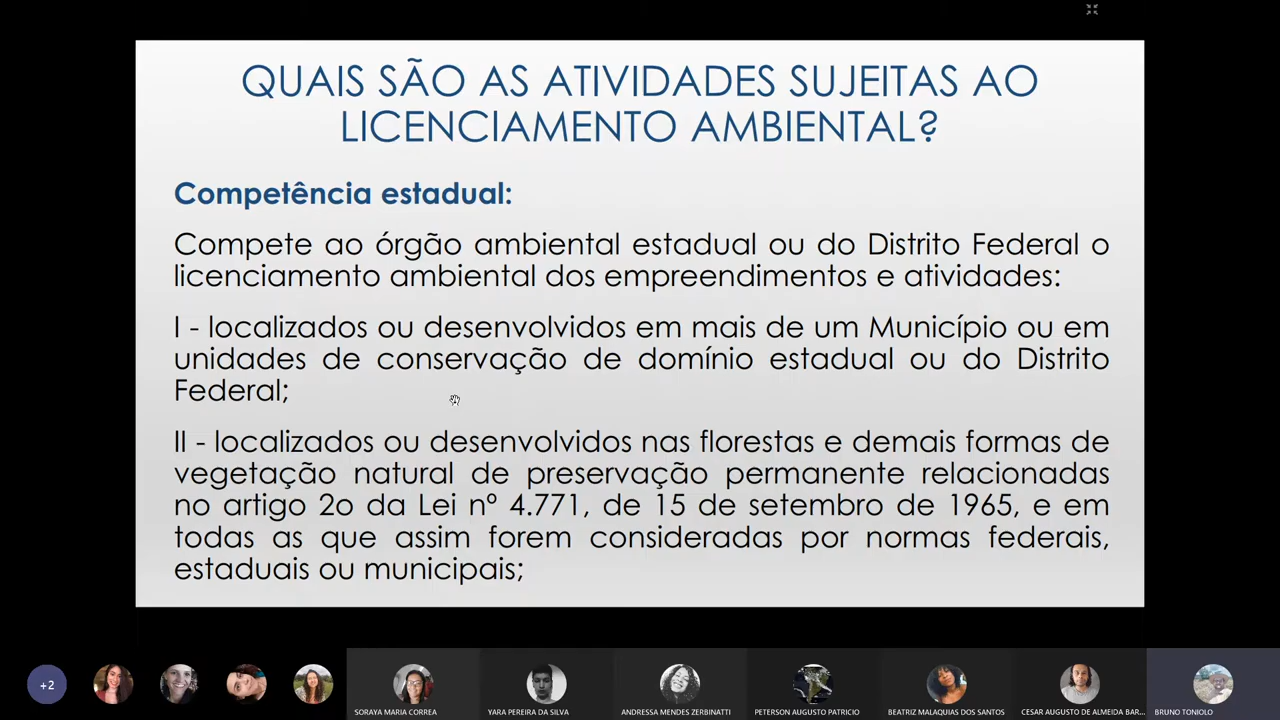 QUAIS SÃO AS ATIVIDADES SUJEITAS AO
LICENCIAMENTO AMBIENTAL?
Competência estadual:
Compete ao órgão ambiental estadual ou do Distrito Federal o
licenciamento ambiental dos empreendimentos e atividades:
I - localizados ou desenvolvidos em mais de um Município ou em
unidades de conservação de domínio estadual ou do Distrito
Federal;
II - localizados ou desenvolvidos nas florestas e demais formas de
vegetação natural de preservação permanente relacionadas
no artigo 2o da Lei nº 4.771, de 15 de setembro de 1965, e em
todas as que assim forem consideradas por normas federais,
estaduais ou municipais;
+2
SORAYA MARIA CORREA
YARA PEREIRA DA SILVA
ANDRESSA MENDES ZERBINATTI
PETERSON AUGUSTO PATRICIO
BEATRIZ MALAQUIAS DOS SANTOS
CESAR AUGUSTO DE ALMEIDA BAR...
BRUNO TONIOLO